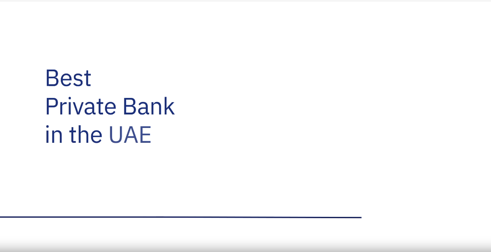 Best
Private Bank
in the UAE